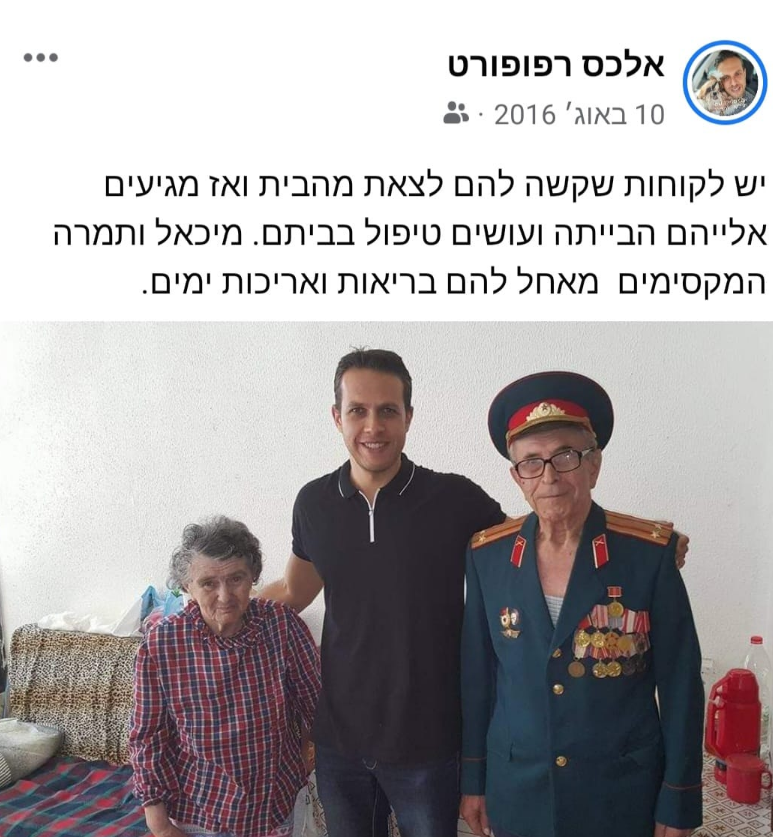 אלכס רפופורט
10 באוג׳ 2016 ·
יש לקוחות שקשה להם לצאת מהבית ואז מגיעים
אלייהם הבייתה ועושים טיפול בביתם. מיכאל ותמרה
המקסימים  מאחל להם בריאות ואריכות ימים.